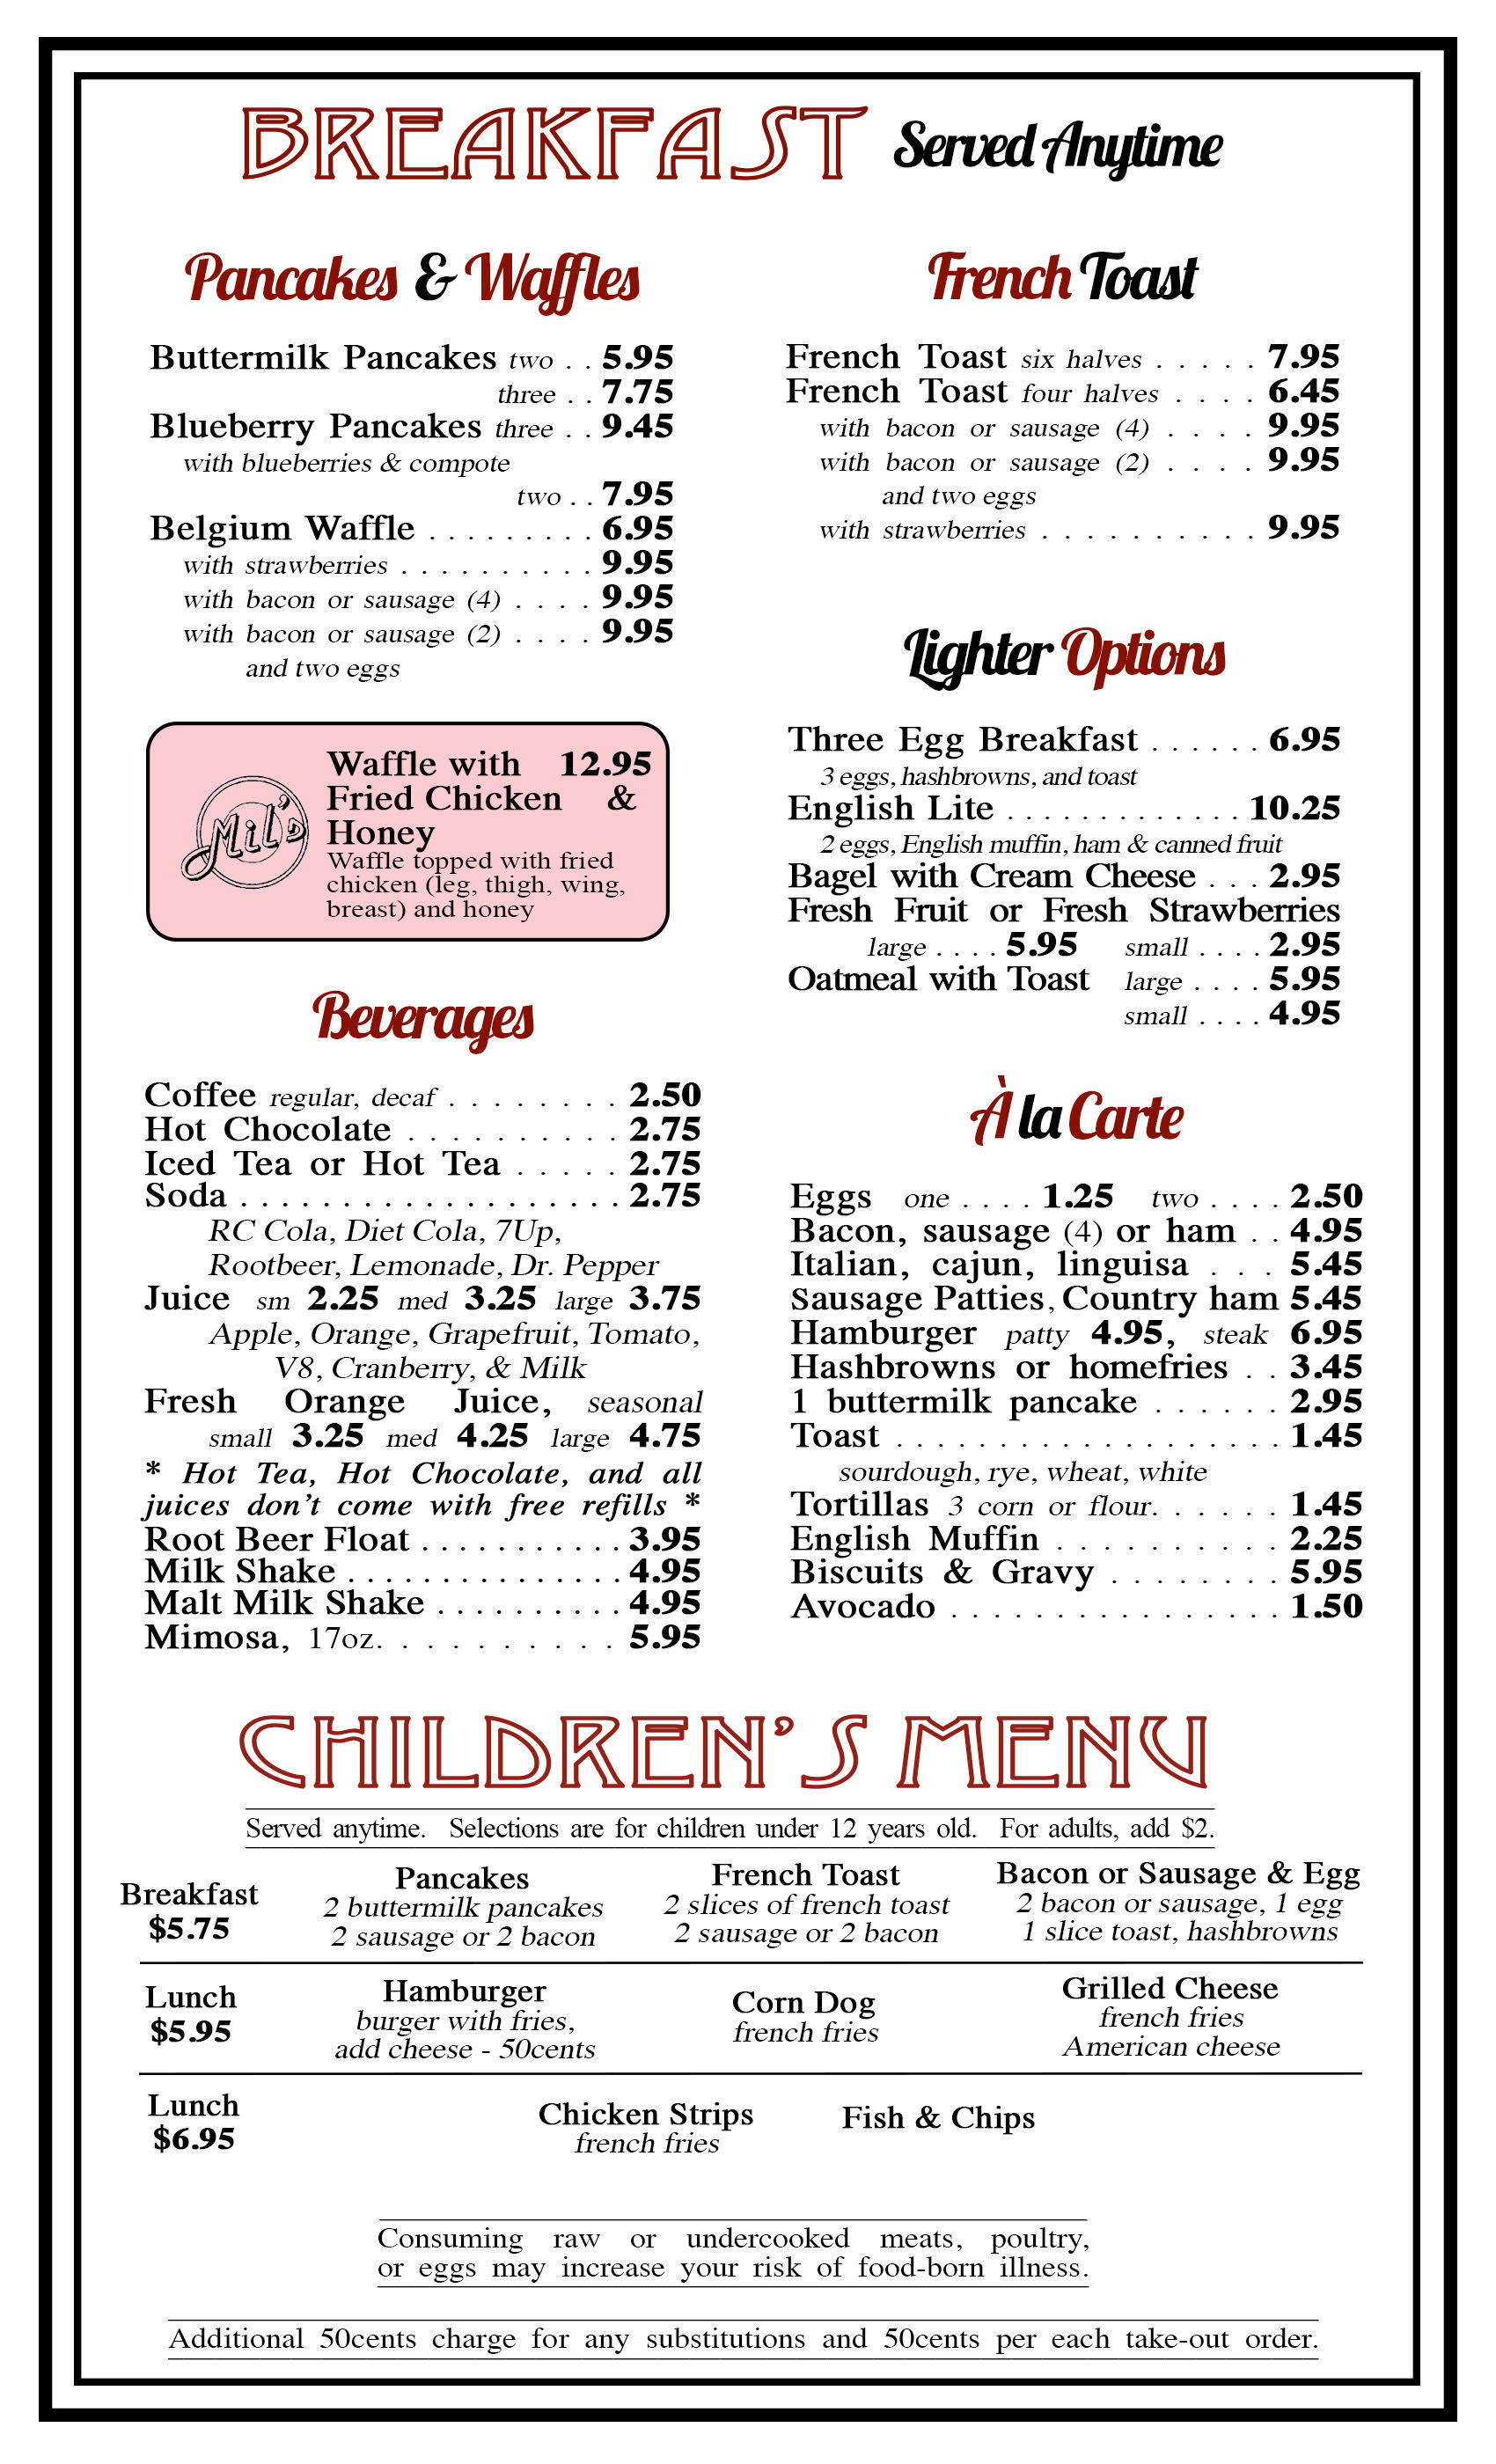 BREAKFAST Served Anytime
Pancakes & Waffles
Buttermilk Pancakes two . . 5.95
three . . 7.75
Blueberry Pancakes three . . 9.45
with blueberries & compote
two . . 7.95
Belgium Waffle . . . . . . . . . 6.95
with strawberries . . . . . . . . . . 9.95
with bacon or sausage (4) . . . . 9.95
with bacon or sausage (2) . . . . 9.95
and two eggs
Mil's
Waffle with 12.95
Fried Chicken &
Honey
Waffle topped with fried
chicken (leg, thigh, wing,
breast) and honey
Beverages
Coffee regular, decaf . . . . . . . . 2.50
Hot Chocolate . . . . . . . . . . 2.75
Iced Tea or Hot Tea . . . . . 2.75
Soda . . . . . . . . . . . . . . . . . . . 2.75
RC Cola, Diet Cola, 7Up,
Rootbeer, Lemonade, Dr. Pepper
Juice sm 2.25 med 3.25 large 3.75
Apple, Orange, Grapefruit, Tomato,
V8, Cranberry, & Milk
Fresh Orange Juice, seasonal
small 3.25 med 4.25 large 4.75
* Hot Tea, Hot Chocolate, and all
juices don't come with free refills *
Root Beer Float . . . . . . . . . . . 3.95
Milk Shake . . . . . . . . . . . . . . . 4.95
Malt Milk Shake . . . . . . . . . . 4.95
Mimosa, 17oz. . . . . . . . . . 5.95
French Toast
French Toast six halves . . . . . 7.95
French Toast four halves . . . . 6.45
with bacon or sausage (4) . . . . 9.95
with bacon or sausage (2) . . . . 9.95
and two eggs
with strawberries . . . . . . . . . . 9.95
Lighter Options
Three Egg Breakfast . . . . . . 6.95
3 eggs, hashbrowns, and toast
English Lite . . . . . . . . . . . . . 10.25
2 eggs, English muffin, ham & canned fruit
Bagel with Cream Cheese . . . 2.95
Fresh Fruit or Fresh Strawberries
large . . . . 5.95 small . . . . 2.95
Oatmeal with Toast large . . . . 5.95
small . . . . 4.95
À la Carte
Eggs one . . . . 1.25 two . . . . 2.50
Bacon, sausage (4) or ham . . 4.95
Italian, cajun, linguisa . . . 5.45
Sausage Patties, Country ham 5.45
Hamburger patty 4.95, steak 6.95
Hashbrowns or homefries . . 3.45
1 buttermilk pancake . . . . . . 2.95
Toast . . . . . . . . . . . . . . . . . . . 1.45
sourdough, rye, wheat, white
Tortillas 3 corn or flour. . . . . . 1.45
English Muffin . . . . . . . . . . 2.25
Biscuits & Gravy . . . . . . . . 5.95
Avocado . . . . . . . . . . . . . . . . 1.50
CHILDREN'S MENU
Served anytime. Selections are for children under 12 years old. For adults, add $2.
Breakfast
$5.75
Pancakes
2 buttermilk pancakes
2 sausage or 2 bacon
French Toast
2 slices of french toast
2 sausage or 2 bacon
Bacon or Sausage & Egg
2 bacon or sausage, 1 egg
1 slice toast, hashbrowns
Lunch
$5.95
Hamburger
burger with fries,
add cheese - 50cents
Corn Dog
french fries
Grilled Cheese
french fries
American cheese
Lunch
$6.95
Chicken Strips
french fries
Fish & Chips
Consuming raw or undercooked meats, poultry,
or eggs may increase your risk of food-born illness.
Additional 50cents charge for any substitutions and 50cents per each take-out order.